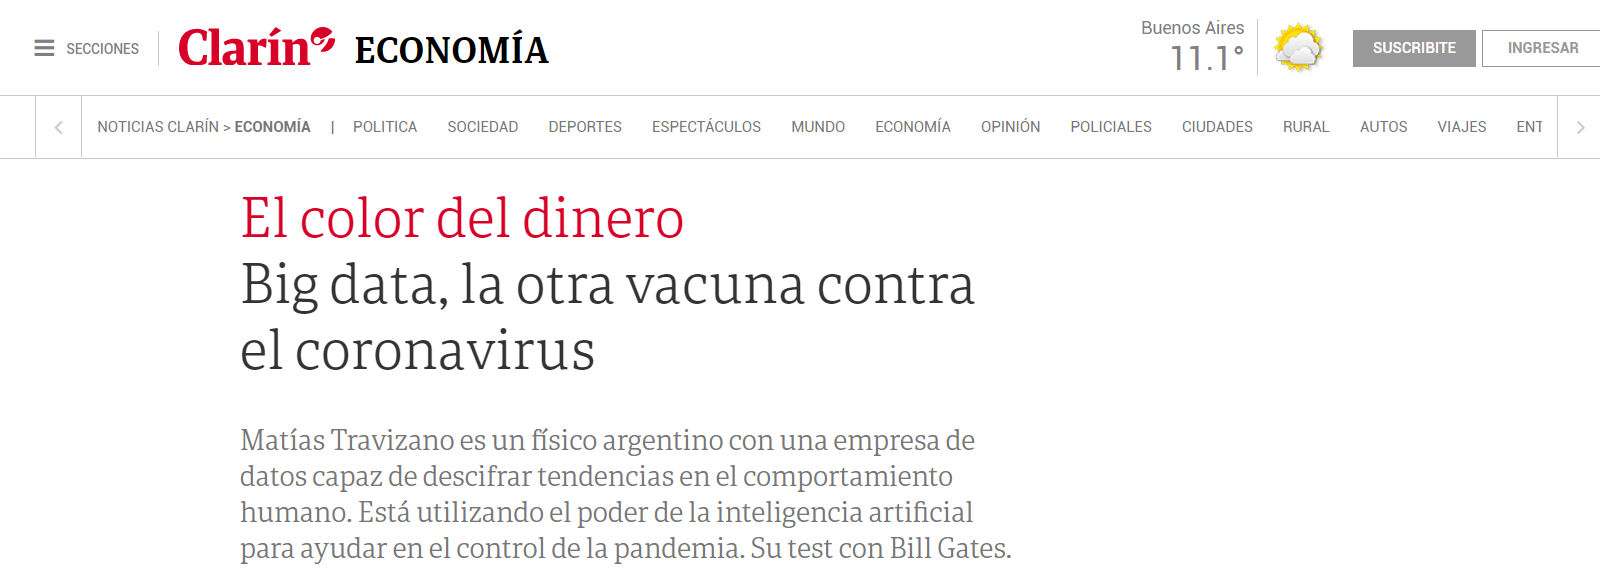 SECCIONES
Clarín ECONOMÍA
Buenos Aires
11.1°
SUSCRIBITE
INGRESAR
NOTICIAS CLARÍN > ECONOMÍA | POLITICA SOCIEDAD DEPORTES ESPECTÁCULOS MUNDO ECONOMÍA OPINIÓN POLICIALES CIUDADES RURAL AUTOS VIAJES ENT
El color del dinero
Big data, la otra vacuna contra
el coronavirus
Matías Travizano es un físico argentino con una empresa de
datos capaz de descifrar tendencias en el comportamiento
humano. Está utilizando el poder de la inteligencia artificial
para ayudar en el control de la pandemia. Su test con Bill Gates.